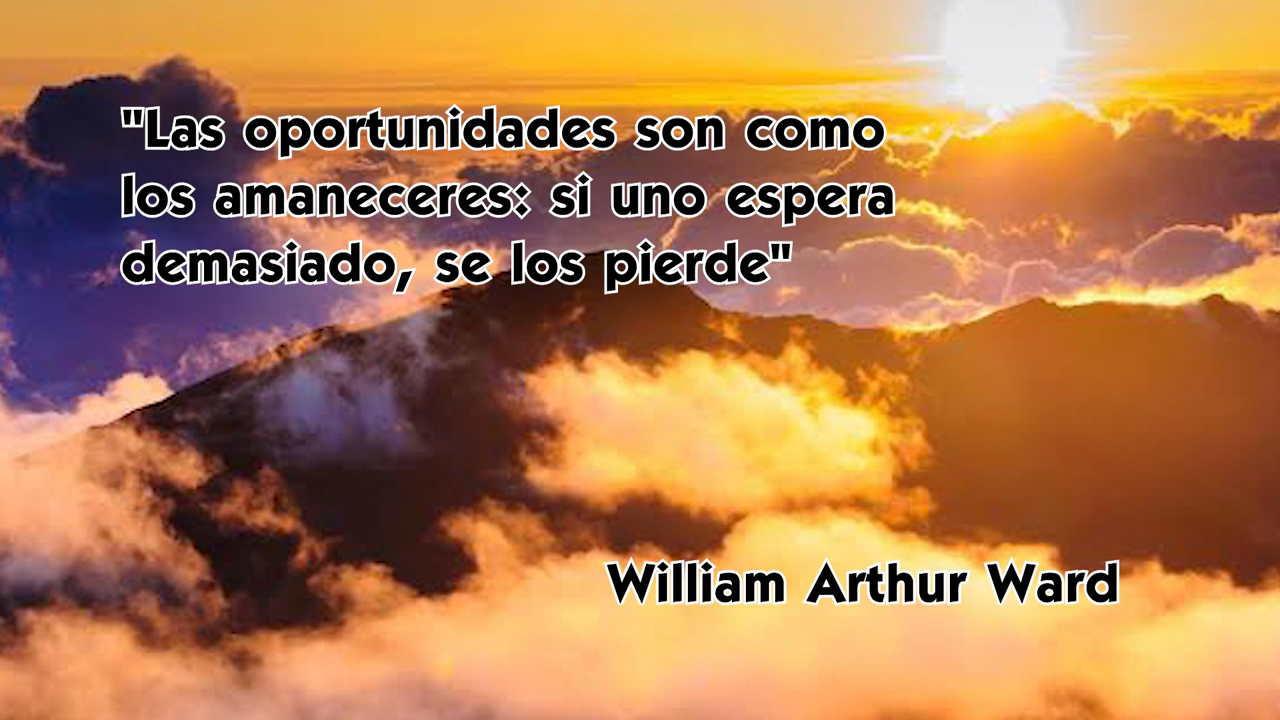 "Las oportunidades son como
los amaneceres: si uno espera
demasiado, se los pierde"
William Arthur Ward